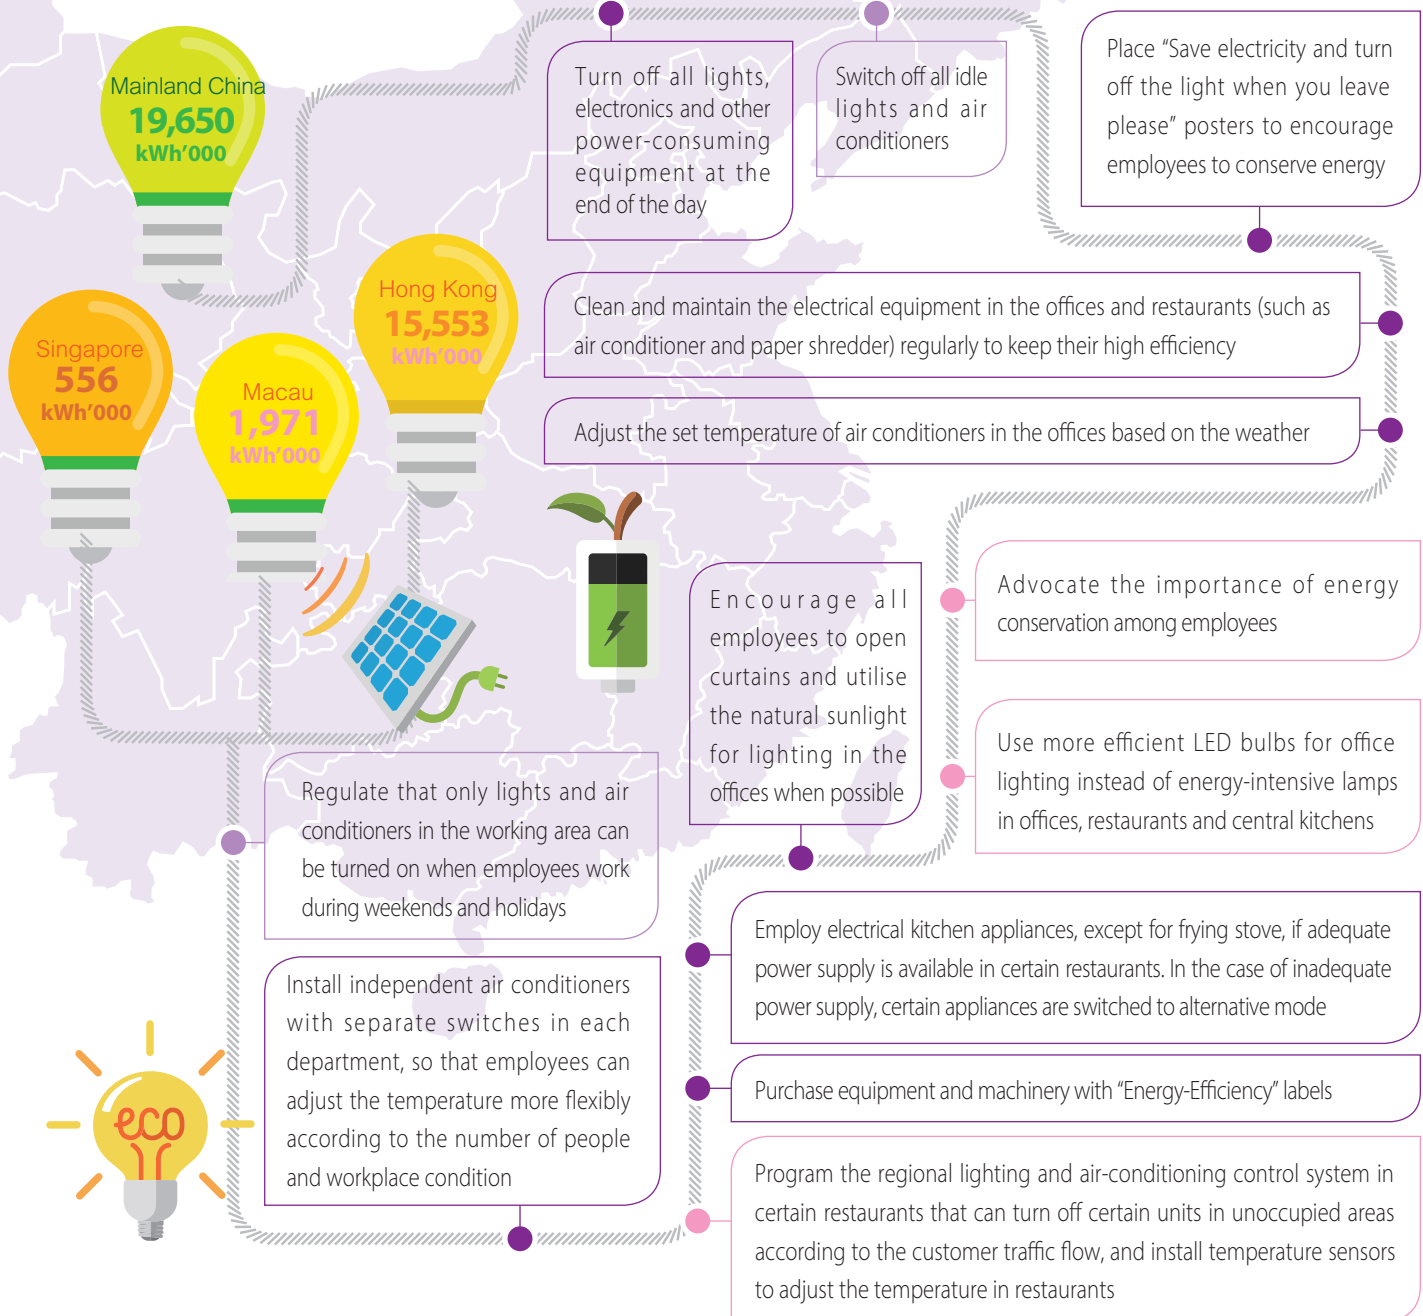 Mainland China
19,650
kWh’000
Hong Kong
15,553
kWh’000
Singapore
556
kWh’000
Macau
1,971
kWh’000
Turn off all lights,
electronics and other
power-consuming
equipment at the
end of the day
Switch off all idle
lights and air
conditioners
Place “Save electricity and turn
off the light when you leave
please” posters to encourage
employees to conserve energy
Clean and maintain the electrical equipment in the offices and restaurants (such as
air conditioner and paper shredder) regularly to keep their high efficiency
Adjust the set temperature of air conditioners in the offices based on the weather
Advocate the importance of energy
conservation among employees
Use more efficient LED bulbs for office
lighting instead of energy-intensive lamps
in offices, restaurants and central kitchens
Encourage all
employees to open
curtains and utilise
the natural sunlight
for lighting in the
offices when possible
Employ electrical kitchen appliances, except for frying stove, if adequate
power supply is available in certain restaurants. In the case of inadequate
power supply, certain appliances are switched to alternative mode
Purchase equipment and machinery with “Energy-Efficiency” labels
Program the regional lighting and air-conditioning control system in
certain restaurants that can turn off certain units in unoccupied areas
according to the customer traffic flow, and install temperature sensors
to adjust the temperature in restaurants
Install independent air conditioners
with separate switches in each
department, so that employees can
adjust the temperature more flexibly
according to the number of people
and workplace condition
Regulate that only lights and air
conditioners in the working area can
be turned on when employees work
during weekends and holidays
eco